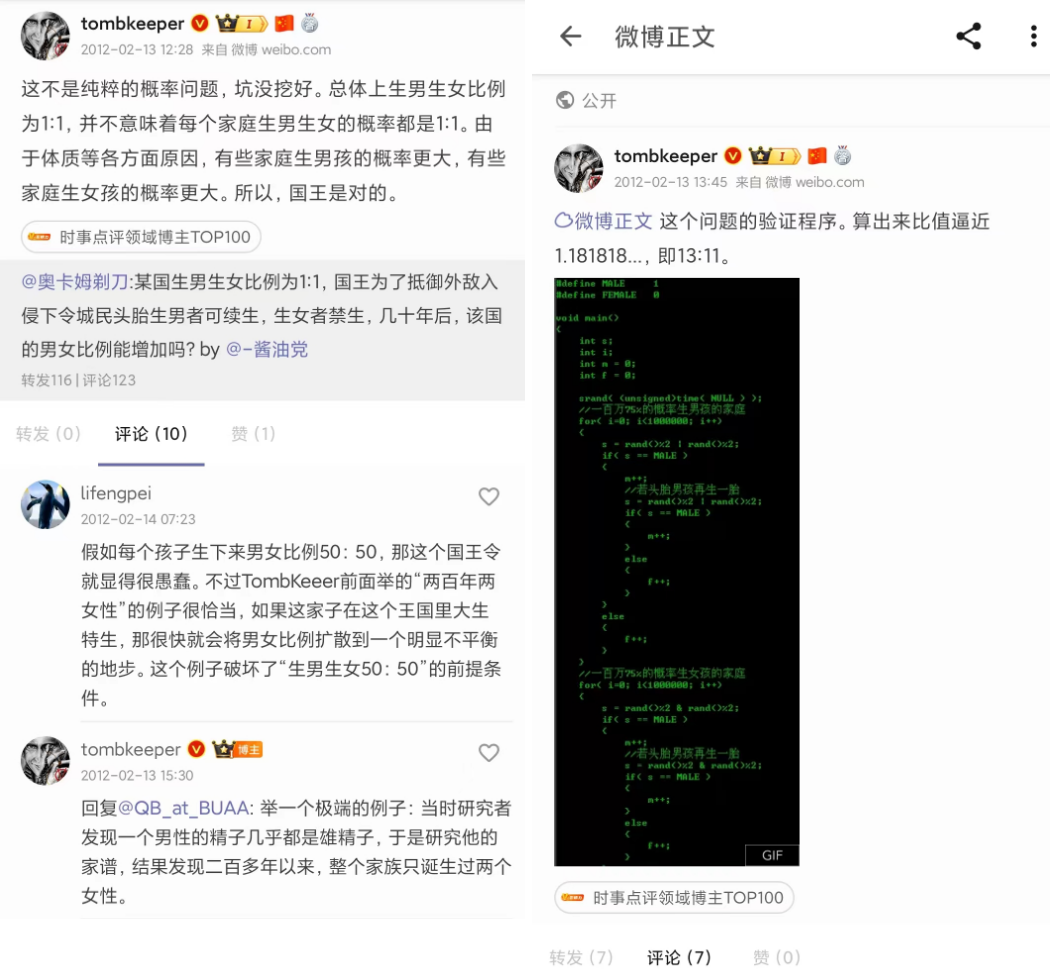 tombkeeper
2012-02-13 12:28 来自 微博 weibo.com
这不是纯粹的概率问题，坑没挖好。总体上生男生女比例
为1:1，并不意味着每个家庭生男生女的概率都是1:1。由
于体质等各方面原因，有些家庭生男孩的概率更大，有些
家庭生女孩的概率更大。所以，国王是对的。
时事点评领域博主TOP100
@奥卡姆剃刀:某国生男生女比例为1:1，国王为了抵御外敌入
侵下令城民头胎生男者可续生，生女者禁生，几十年后，该国
的男女比例能增加吗? by @-酱油党
转发116 | 评论123
转发 (0) 评论 (10) 赞 (1)
lifengpei
2012-02-14 07:23
假如每个孩子生下来男女比例50：50，那这个国王令
就显得很愚蠢。不过TombKeeer前面举的“两百年两
女性”的例子很恰当，如果这家子在这个王国里大生
特生，那很快就会将男女比例扩散到一个明显不平衡
的地步。这个例子破坏了“生男生女50：50”的前提条
件。
tombkeeper 博主
2012-02-13 15:30
回复@QB_at_BUAA: 举一个极端的例子：当时研究者
发现一个男性的精子几乎都是雄精子，于是研究他的
家谱，结果发现二百多年以来，整个家族只诞生过两个
女性。
微博正文
公开
tombkeeper
2012-02-13 13:45 来自 微博 weibo.com
微博正文 这个问题的验证程序。算出来比值逼近
1.181818...，即13:11。
#define MALE 1
#define FEMALE 0
void main()
{
int s;
int i;
int m = 0;
int f = 0;
srand( (unsigned)time( NULL ) );
//一百万75%的概率生男孩的家庭
for( i=0; i<1000000; i++)
{
s = rand()%2 | rand()%2;
if( s == MALE )
{
m++;
//若头胎男孩再生一胎
s = rand()%2 | rand()%2;
if( s == MALE )
{
m++;
}
else
{
f++;
}
}
else
{
f++;
}
}
//一百万75%的概率生女孩的家庭
for( i=0; i<1000000; i++)
{
s = rand()%2 & rand()%2;
if( s == MALE )
{
m++;
//若头胎男孩再生一胎
s = rand()%2 & rand()%2;
if( s == MALE )
{
m++;
}
else
{
f++;
}
GIF
时事点评领域博主TOP100
转发 (7) 评论 (7) 赞 (0)